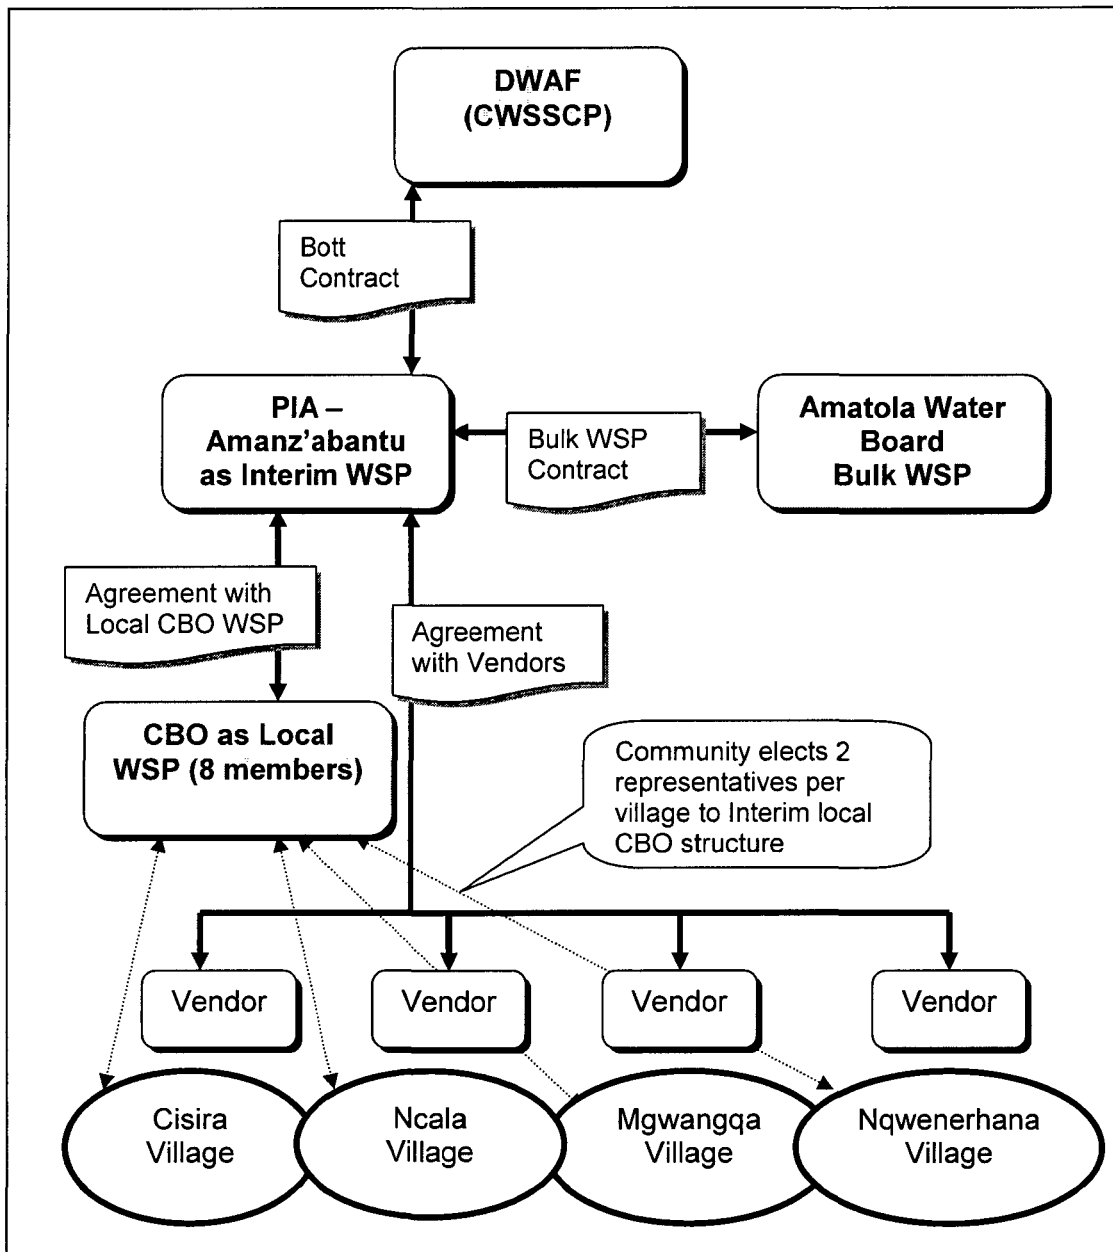 DWAF
(CWSSCP)
Bott
Contract
PIA –
Amanz’abantu
as Interim WSP
Bulk WSP
Contract
Amatola Water
Board
Bulk WSP
Agreement with
Local CBO WSP
Agreement
with Vendors
CBO as Local
WSP (8 members)
Community elects 2
representatives per
village to Interim local
CBO structure
Vendor
Vendor
Vendor
Vendor
Cisira
Village
Ncala
Village
Mgwangqa
Village
Nqwenerhana
Village